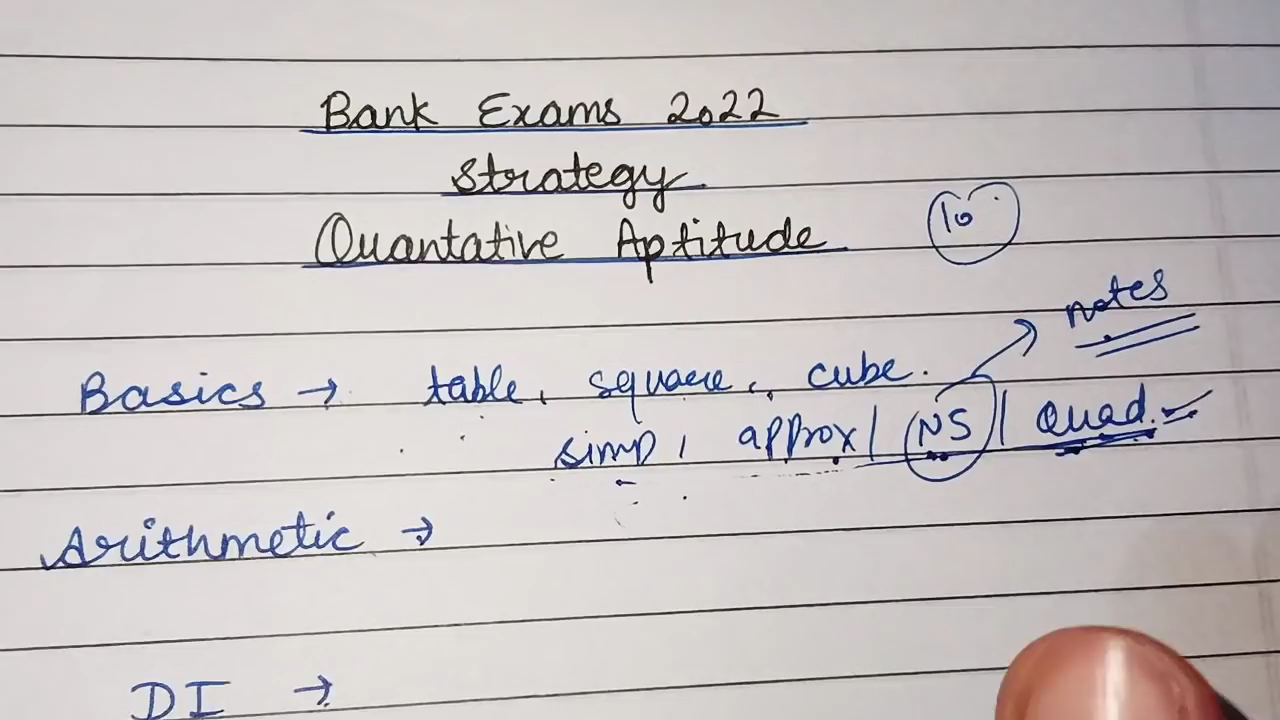 Bank Exams 2022
Strategy
Quantative Aptitude
10
notes
Basics → table, square, cube.
simp, approx / NS / Quad.
Arithmetic →
DI →